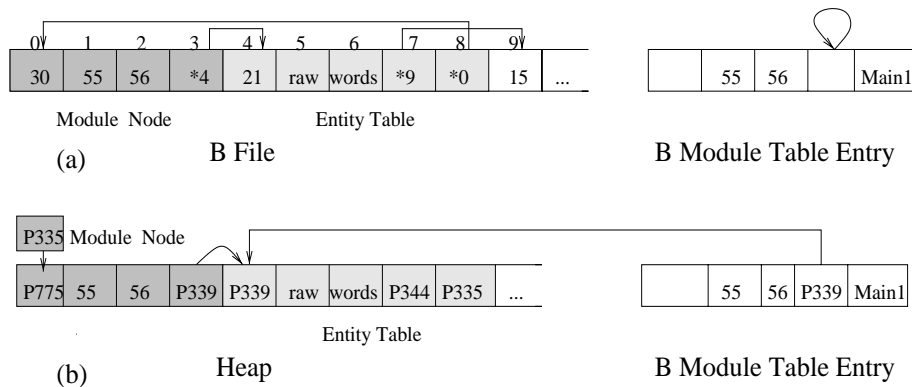 0 1 2 3 4 5 6 7 8 9
30 55 56 *4 21 raw words *9 *0 15 ... 55 56 Main1
Module Node Entity Table
(a) B File B Module Table Entry
P335 Module Node
P775 55 56 P339 P339 raw words P344 P335 ... 55 56 P339 Main1
Entity Table
(b) Heap B Module Table Entry